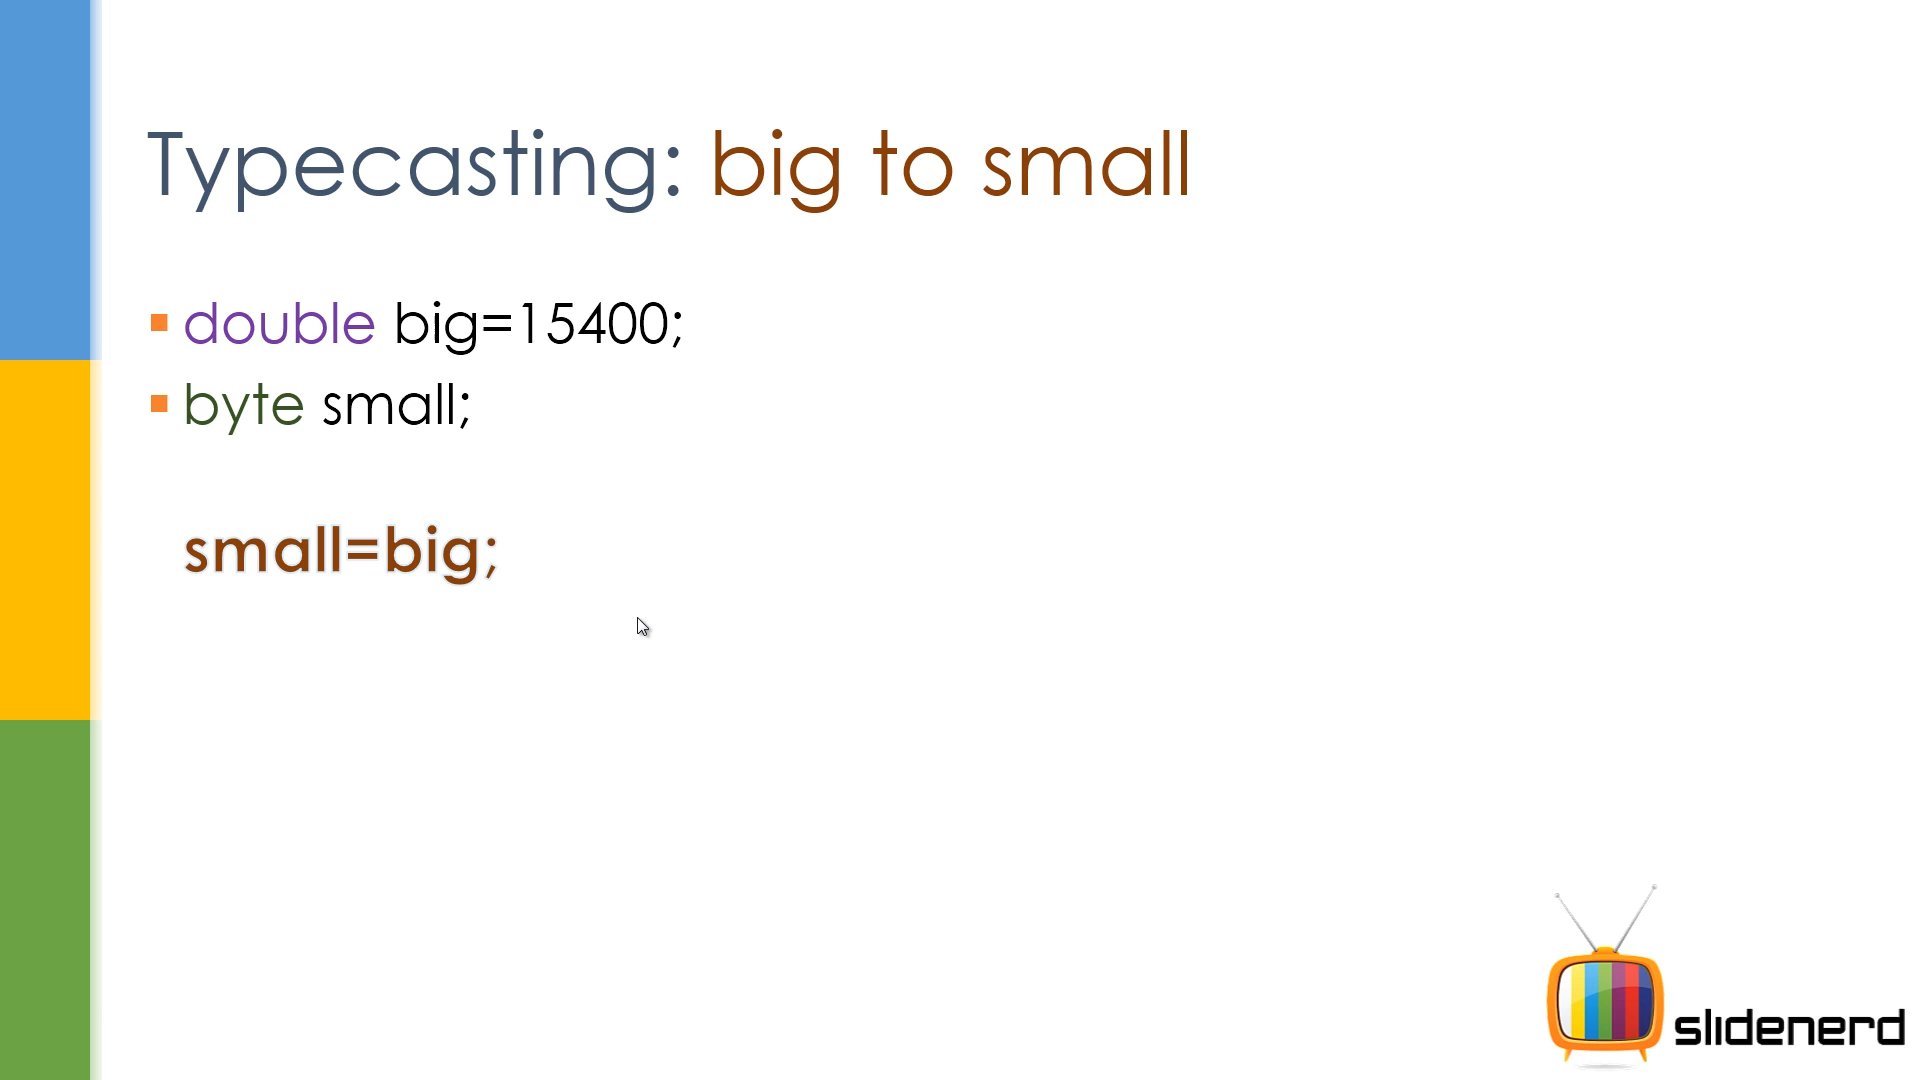 Typecasting: big to small
double big=15400;
byte small;
small=big;
slidenerd